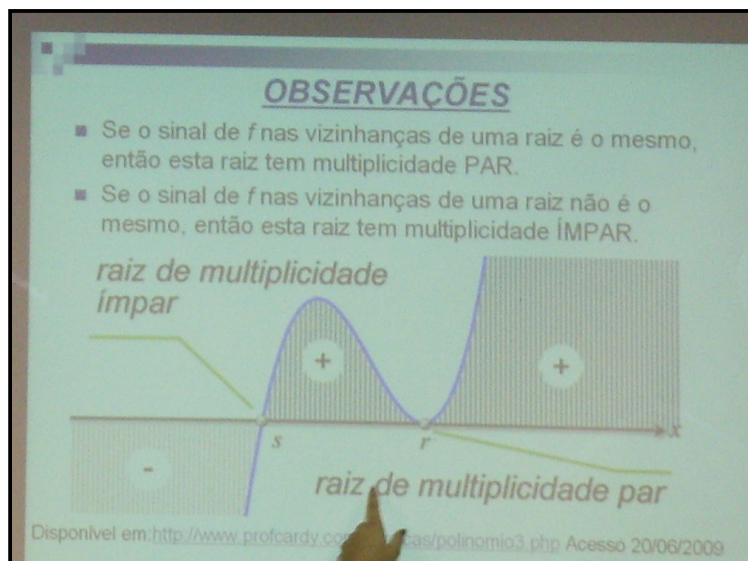 OBSERVAÇÕES
Se o sinal de f nas vizinhanças de uma raiz é o mesmo,
então esta raiz tem multiplicidade PAR.
Se o sinal de f nas vizinhanças de uma raiz não é o
mesmo, então esta raiz tem multiplicidade ÍMPAR.
raiz de multiplicidade
ímpar
+
+
s
r
x
-
raiz de multiplicidade par
Disponível em:http://www.profcardy.com/ /polinomio3.php Acesso 20/06/2009